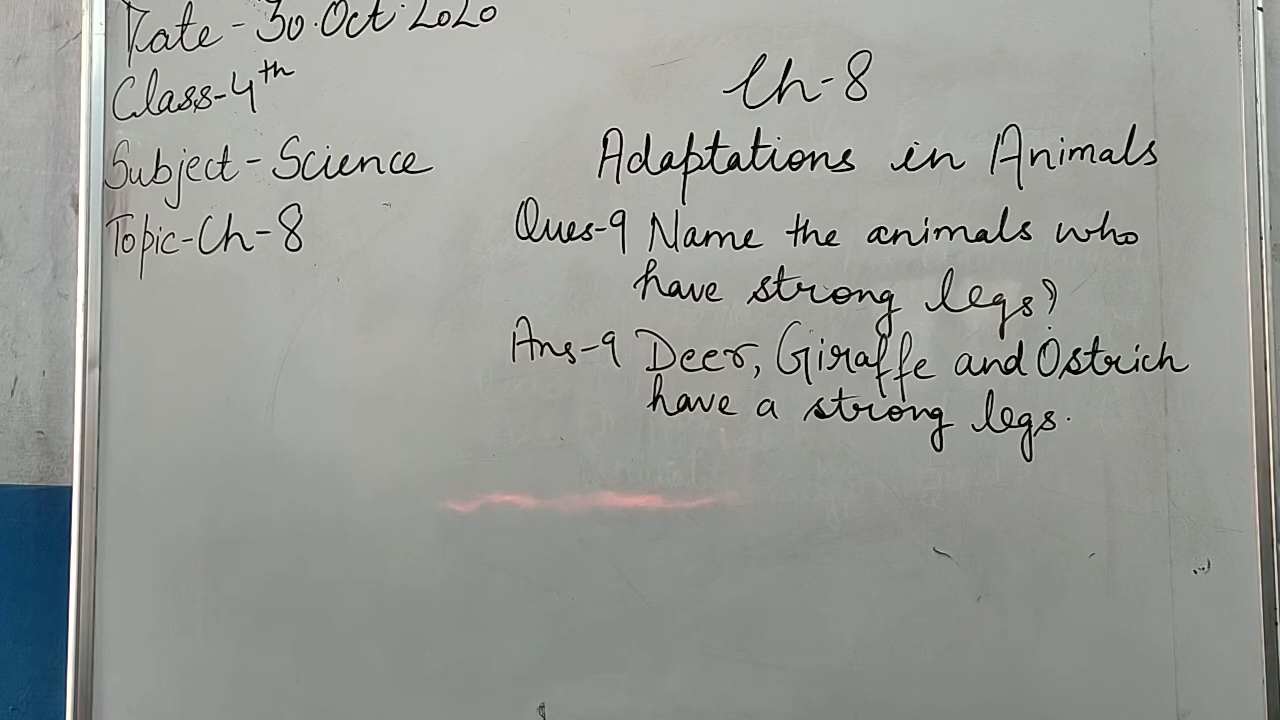 Date - 30.Oct.2020
Class-4th
Subject - Science
Topic-Ch-8
Ch-8
Adaptations in Animals
Ques-9 Name the animals who
have strong legs?
Ans-9 Deer, Giraffe and Ostrich
have a strong legs.